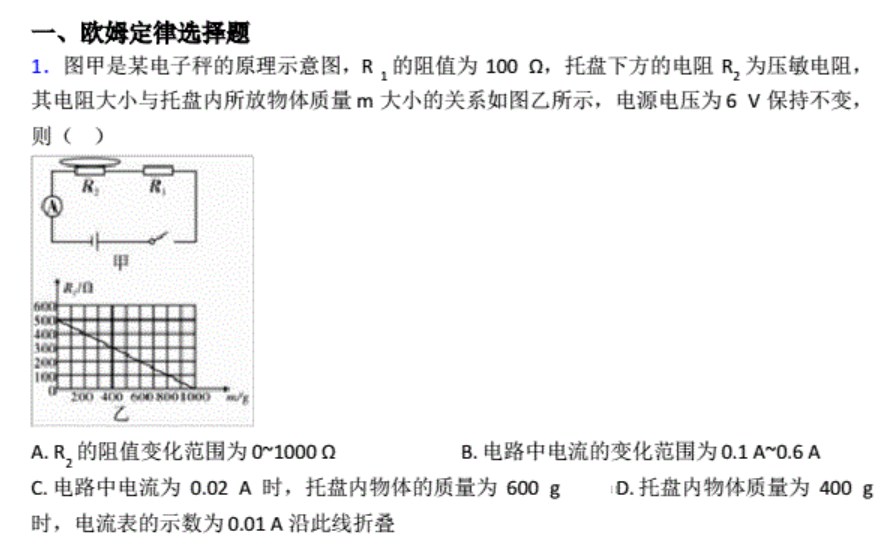 一、欧姆定律选择题
1. 图甲是某电子秤的原理示意图，R₁的阻值为 100 Ω，托盘下方的电阻 R₂为压敏电阻，
其电阻大小与托盘内所放物体质量 m 大小的关系如图乙所示，电源电压为 6 V 保持不变，
则（ ）
R₂ R₁
A
甲
R₂/Ω
600
500
400
300
200
100
0
200 400 600 800 1000 m/g
乙
A. R₂的阻值变化范围为 0~1000 Ω B. 电路中电流的变化范围为 0.1 A~0.6 A
C. 电路中电流为 0.02 A 时，托盘内物体的质量为 600 g D. 托盘内物体质量为 400 g
时，电流表的示数为 0.01 A 沿此线折叠